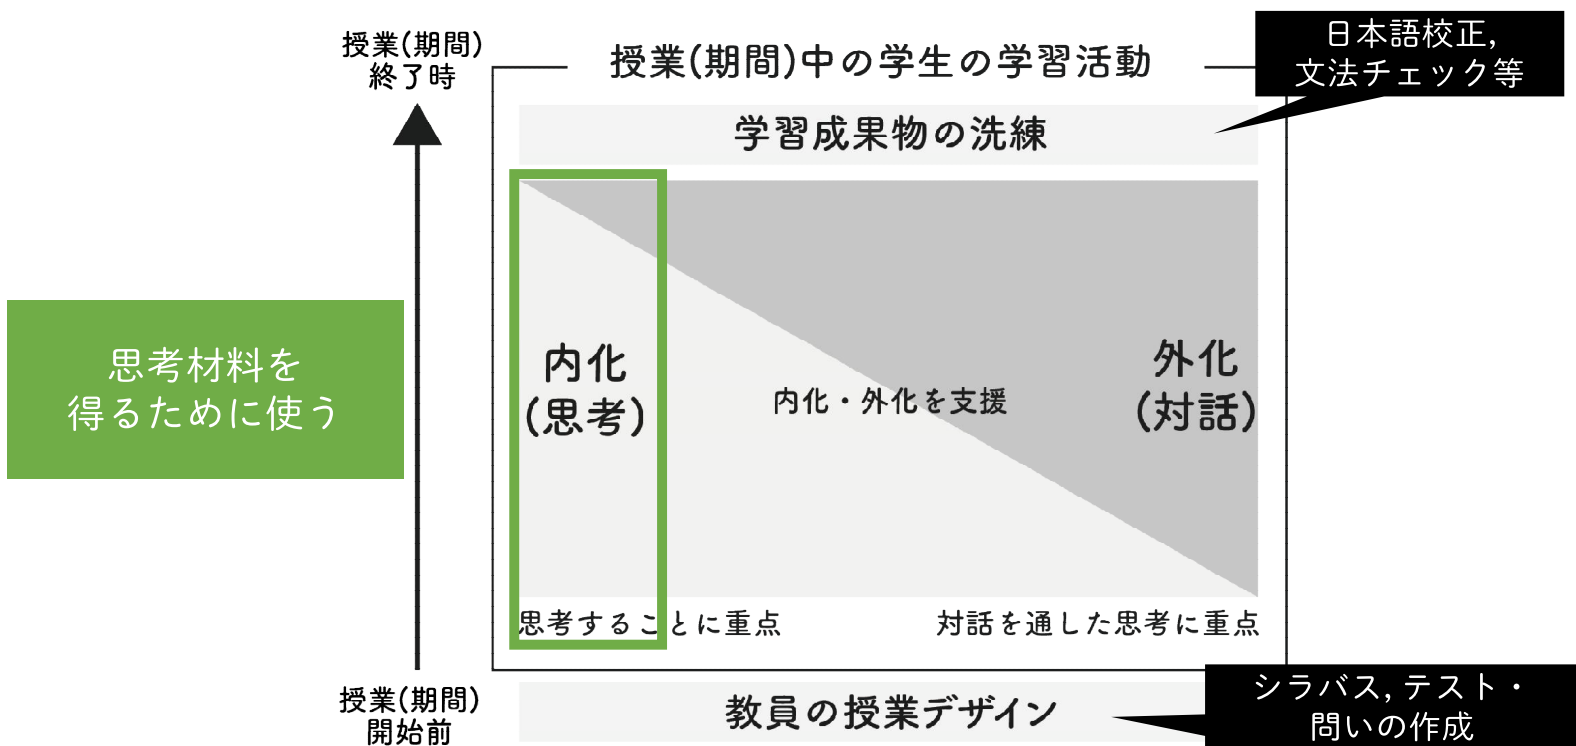 授業(期間)
終了時
授業(期間)中の学生の学習活動
日本語校正,
文法チェック等
学習成果物の洗練
思考材料を
得るために使う
内化
(思考)
内化・外化を支援
外化
(対話)
思考することに重点
対話を通した思考に重点
授業(期間)
開始前
教員の授業デザイン
シラバス, テスト・
問いの作成